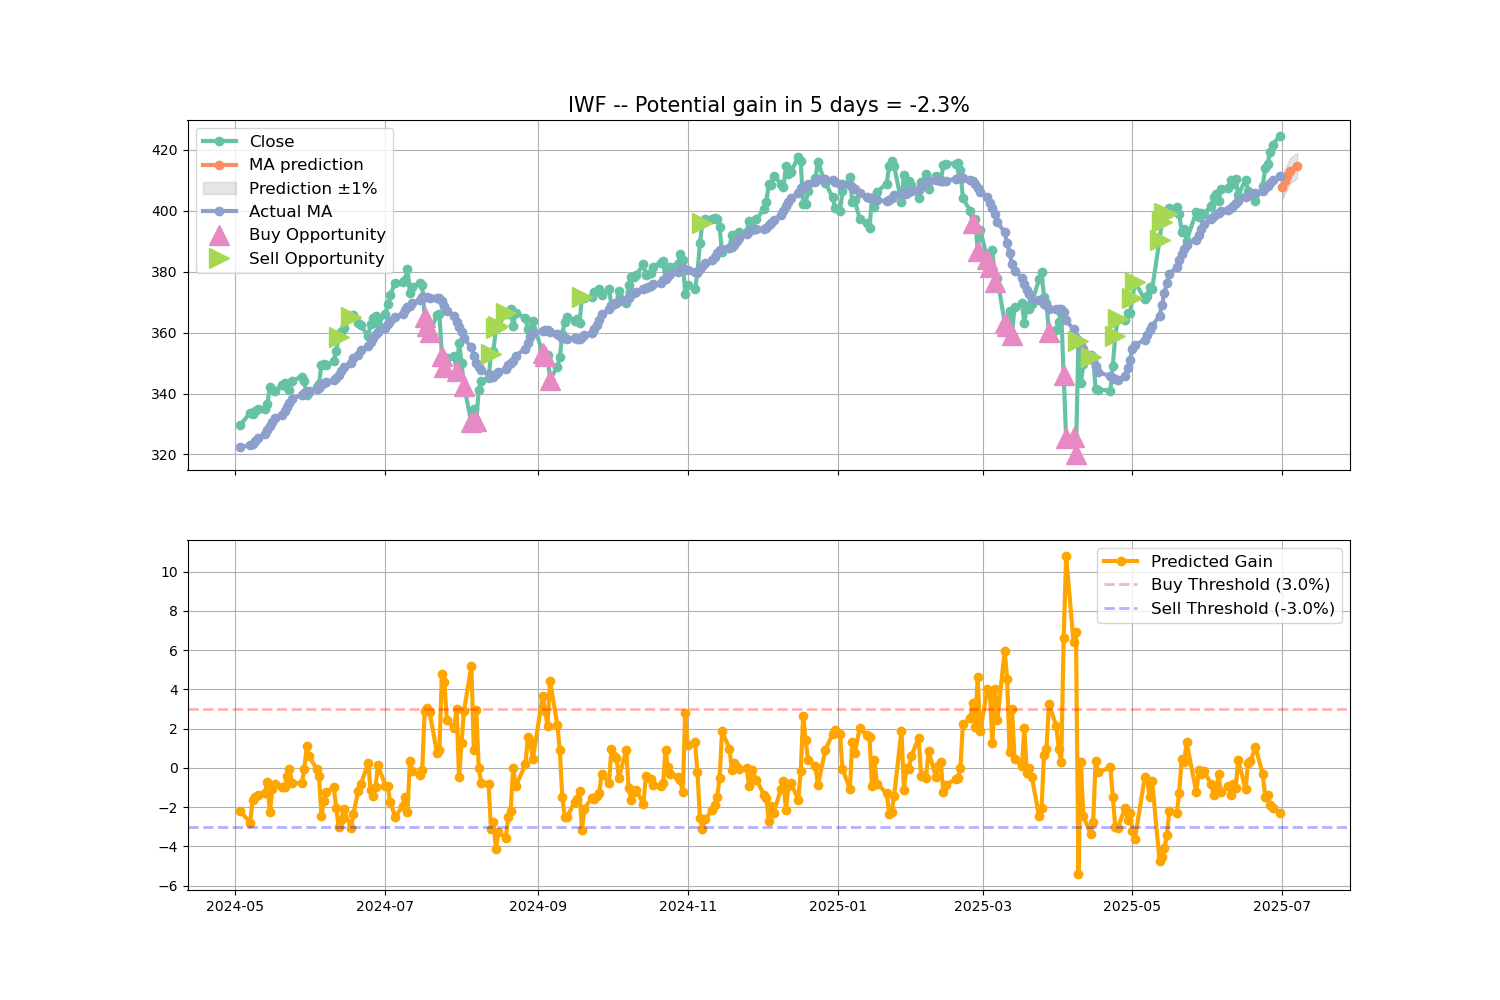 IWF -- Potential gain in 5 days = -2.3%
Close
MA prediction
Prediction ±1%
Actual MA
Buy Opportunity
Sell Opportunity
420
400
380
360
340
320
Predicted Gain
Buy Threshold (3.0%)
Sell Threshold (-3.0%)
10
8
6
4
2
0
−2
−4
−6
2024-05 2024-07 2024-09 2024-11 2025-01 2025-03 2025-05 2025-07